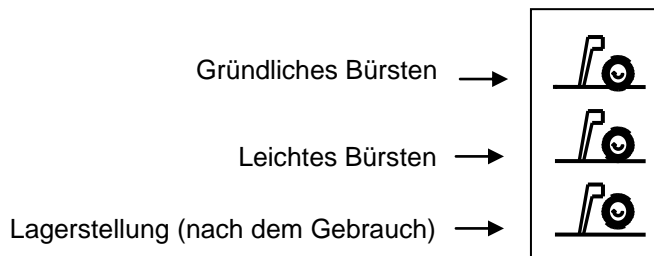 Gründliches Bürsten
Leichtes Bürsten
Lagerstellung (nach dem Gebrauch)